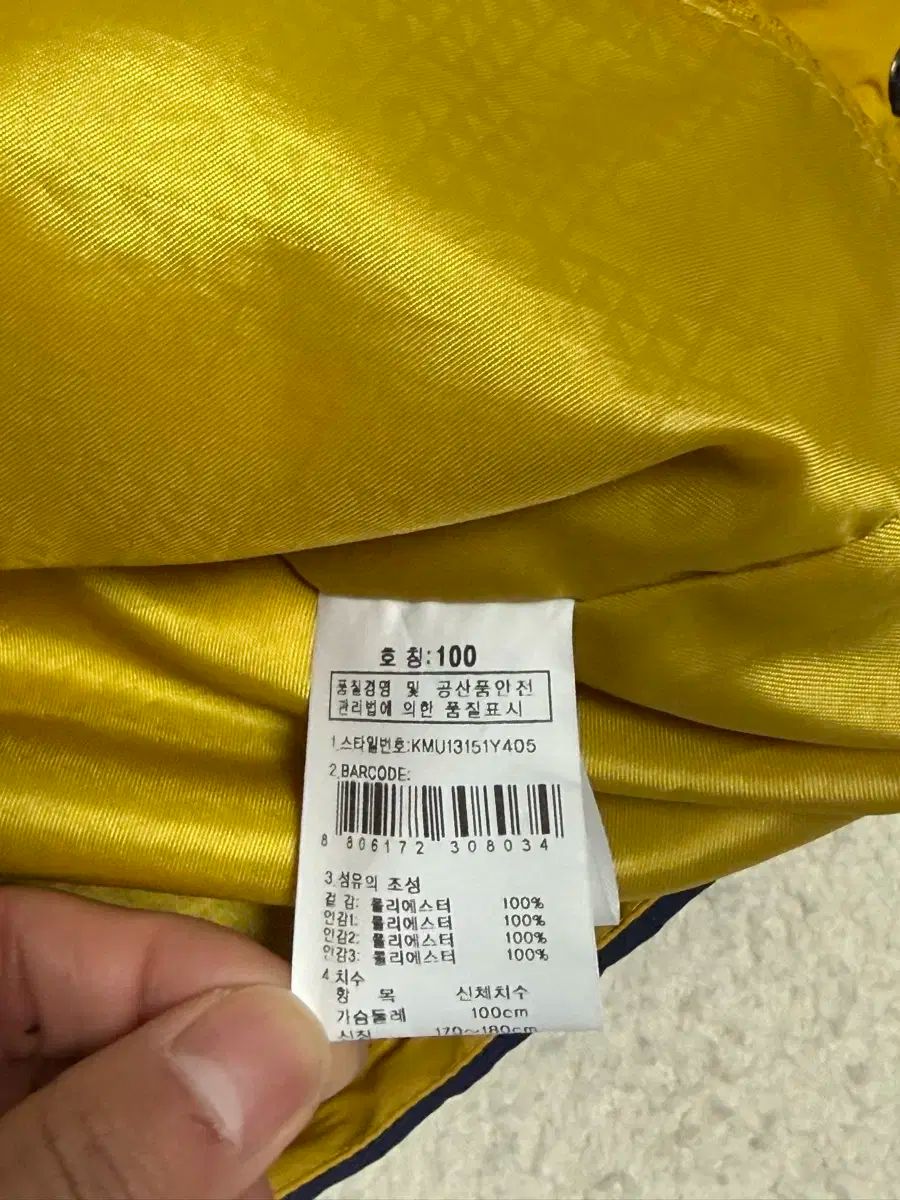 호 칭:100
품질경영 및 공산품안전
관리법에 의한 품질표시
1.스타일번호:KMU13151Y405
2.BARCODE:
8 806172 308034
3.섬유의 조성
겉 감: 폴리에스터 100%
안감1: 폴리에스터 100%
안감2: 폴리에스터 100%
안감3: 폴리에스터 100%
4.치수
항 목 신체치수
가슴둘레 100cm
신장 170~180cm